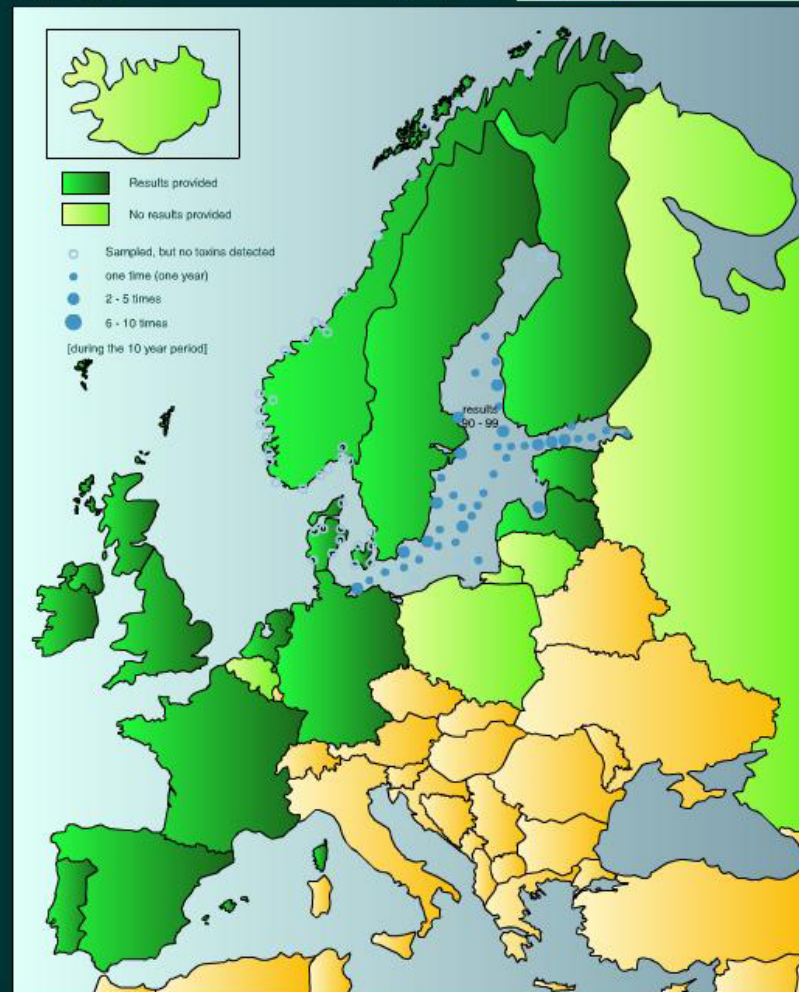 Results provided
No results provided
Sampled, but no toxins detected
one time (one year)
2 - 5 times
6 - 10 times
[during the 10 year period]
results
90 - 99